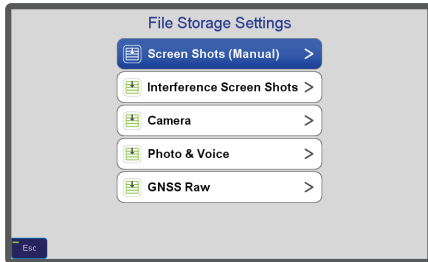 File Storage Settings
Screen Shots (Manual)
Interference Screen Shots
Camera
Photo & Voice
GNSS Raw
Esc